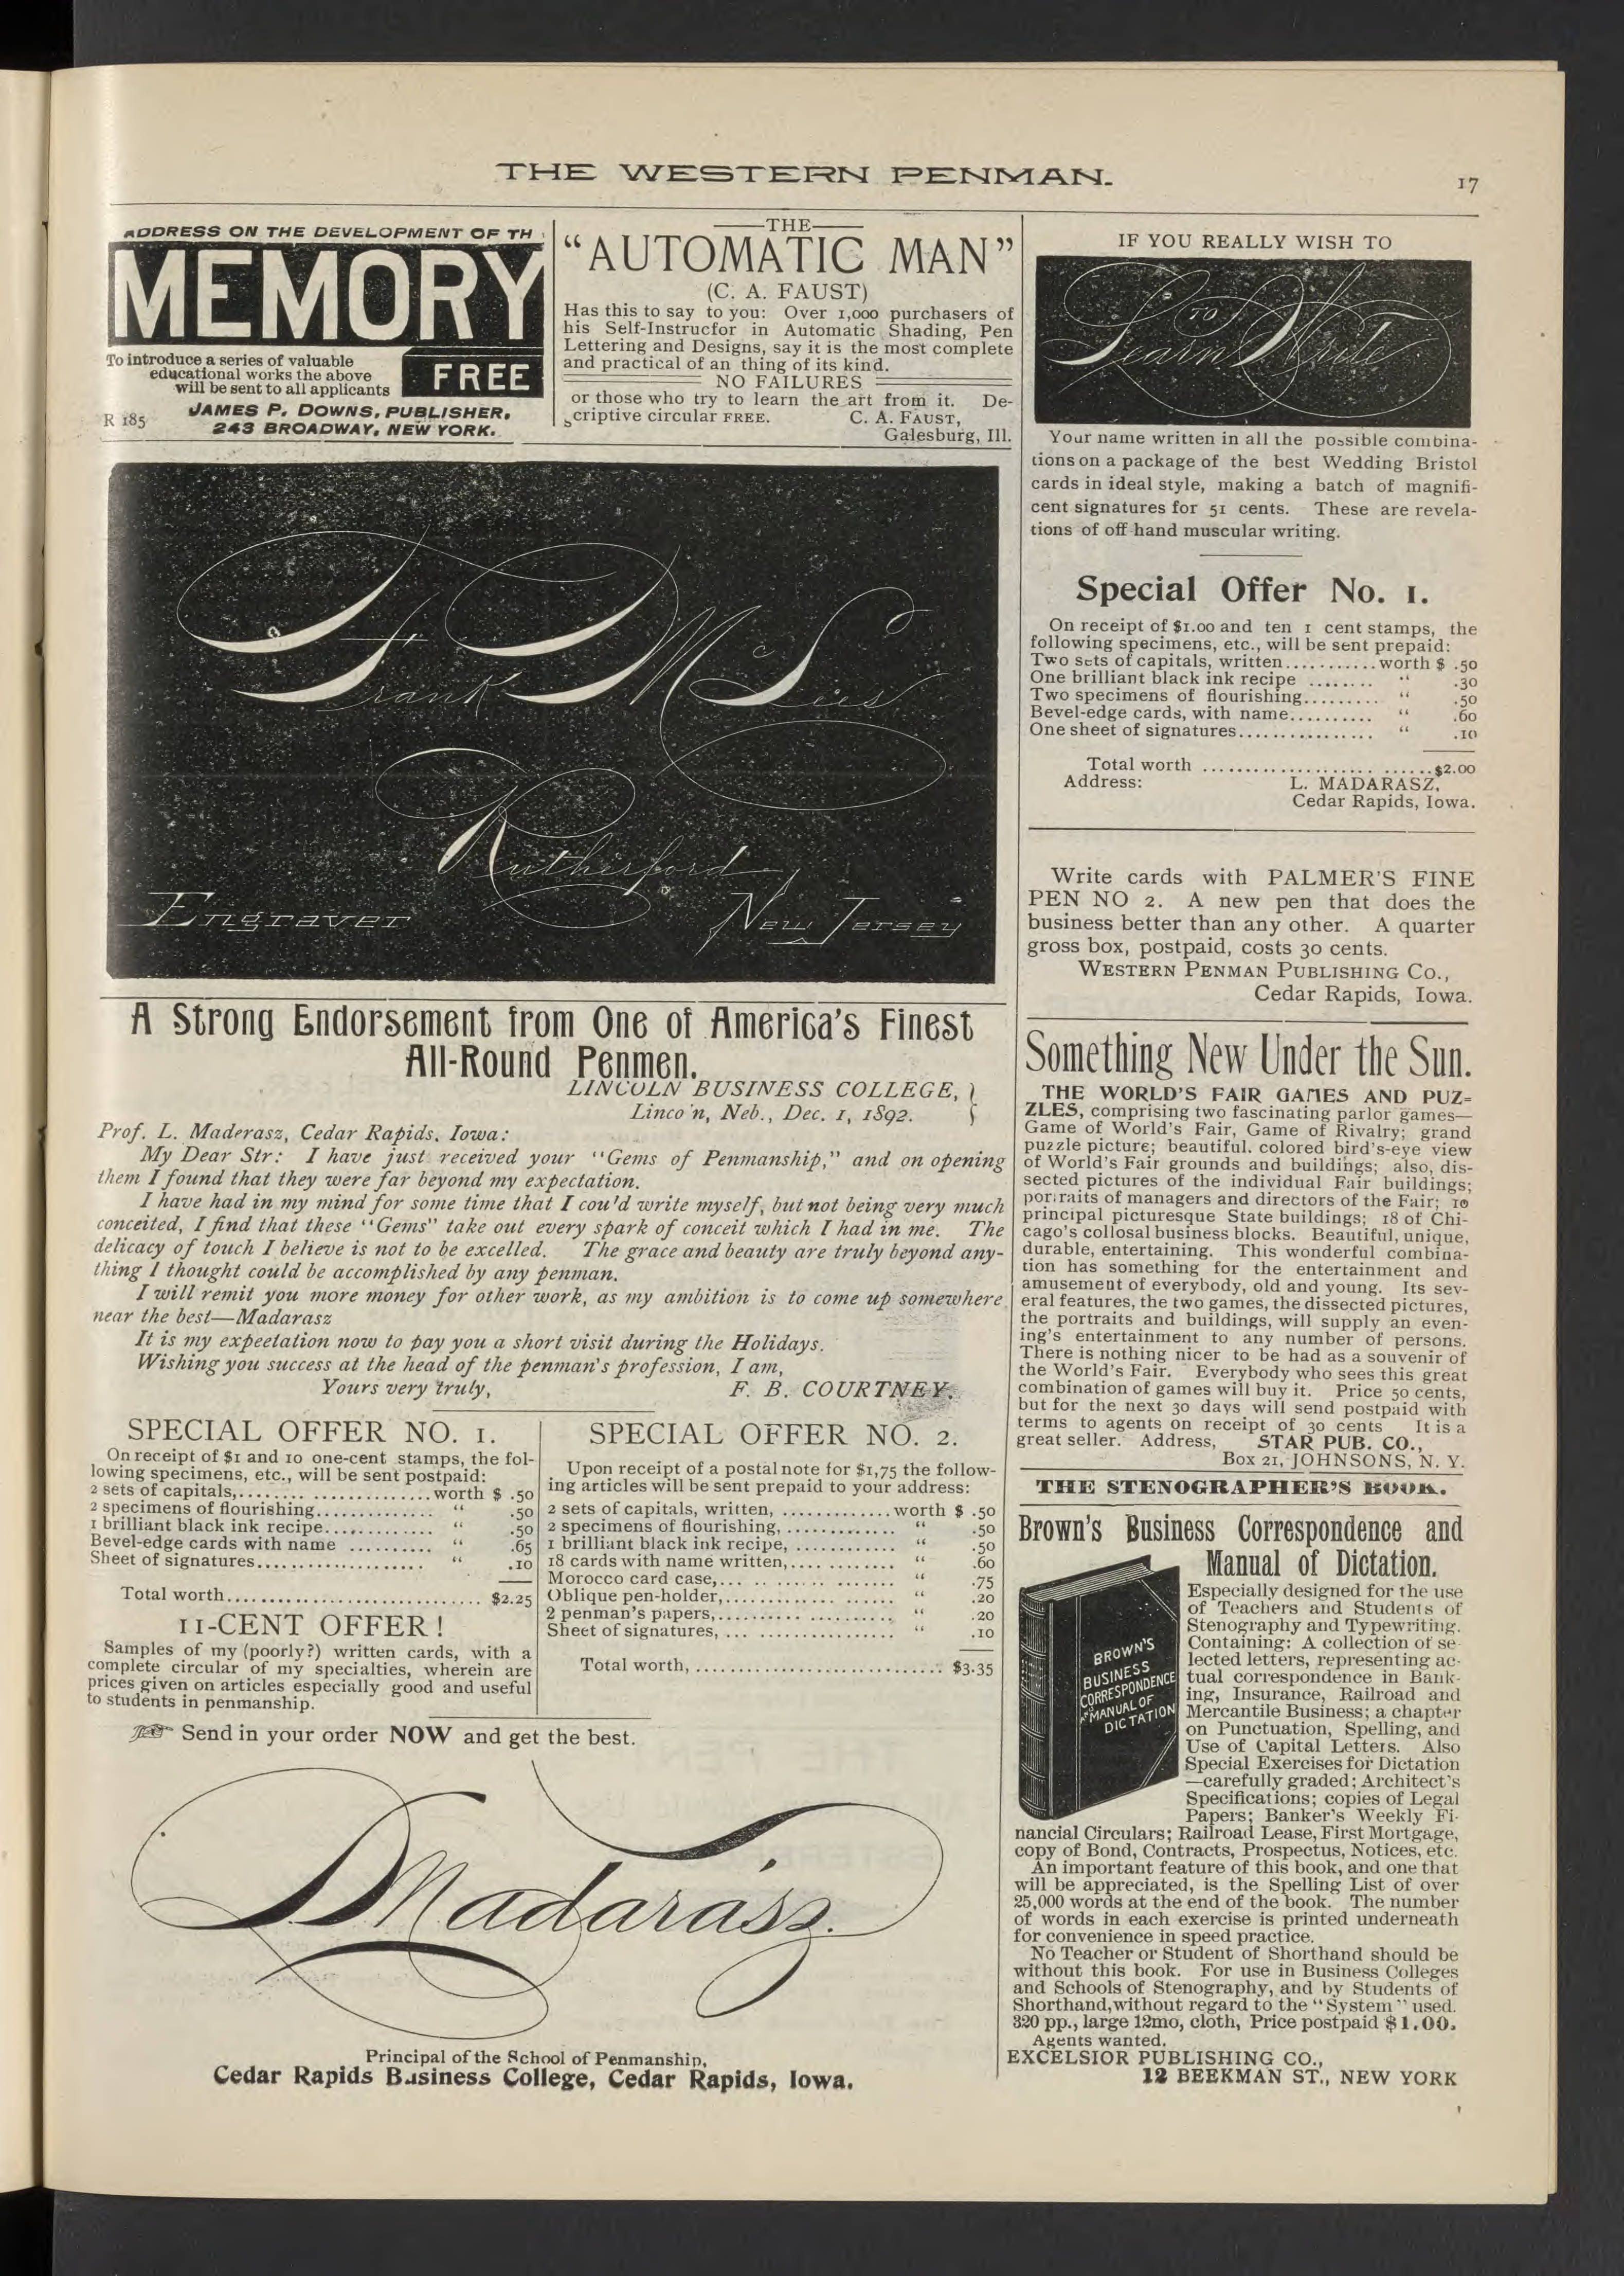 THE WESTERN PENMAN.
17
ADDRESS ON THE DEVELOPMENT OF TH
MEMORY
To introduce a series of valuable
educational works the above
will be sent to all applicants
FREE
R 185
JAMES P. DOWNS, PUBLISHER,
243 BROADWAY, NEW YORK.
THE
"AUTOMATIC MAN"
(C. A. FAUST)
Has this to say to you: Over 1,000 purchasers of
his Self-Instrucfor in Automatic Shading, Pen
Lettering and Designs, say it is the most complete
and practical of an thing of its kind.
NO FAILURES
or those who try to learn the art from it. De-
scriptive circular FREE. C. A. FAUST,
Galesburg, Ill.
Frank McLees
Rutherford
Engraver
New Jersey
A Strong Endorsement from One of America's Finest
All-Round Penmen.
LINCOLN BUSINESS COLLEGE,
Linco'n, Neb., Dec. 1, 1892.
Prof. L. Maderasz, Cedar Rapids, Iowa:
My Dear Str: I have just received your "Gems of Penmanship," and on opening
them I found that they were far beyond my expectation.
I have had in my mind for some time that I cou'd write myself, but not being very much
conceited, I find that these "Gems" take out every spark of conceit which I had in me. The
delicacy of touch I believe is not to be excelled. The grace and beauty are truly beyond any-
thing I thought could be accomplished by any penman.
I will remit you more money for other work, as my ambition is to come up somewhere
near the best—Madarasz
It is my expeetation now to pay you a short visit during the Holidays.
Wishing you success at the head of the penman's profession, I am,
Yours very truly, F. B. COURTNEY.
SPECIAL OFFER NO. 1.
On receipt of $1 and 10 one-cent stamps, the fol-
lowing specimens, etc., will be sent postpaid:
2 sets of capitals,........................worth $ .50
2 specimens of flourishing.............. " .50
1 brilliant black ink recipe............. " .50
Bevel-edge cards with name .......... " .65
Sheet of signatures.................... " .10
Total worth............................... $2.25
11-CENT OFFER!
Samples of my (poorly?) written cards, with a
complete circular of my specialties, wherein are
prices given on articles especially good and useful
to students in penmanship.
SPECIAL OFFER NO. 2.
Upon receipt of a postal note for $1,75 the follow-
ing articles will be sent prepaid to your address:
2 sets of capitals, written, .............worth $ .50
2 specimens of flourishing, ............. " .50
1 brilliant black ink recipe, ............ " .50
18 cards with name written,............. " .60
Morocco card case,... .. ...... ....... " .75
Oblique pen-holder,.............. ...... " .20
2 penman's papers,.......... .......... " .20
Sheet of signatures, ... ................ " .10
Total worth, .............................. $3.35
Send in your order NOW and get the best.
Madarász.
Principal of the School of Penmanship,
Cedar Rapids Business College, Cedar Rapids, Iowa.
IF YOU REALLY WISH TO
Learn TO Write
Your name written in all the possible combina-
tions on a package of the best Wedding Bristol
cards in ideal style, making a batch of magnifi-
cent signatures for 51 cents. These are revela-
tions of off hand muscular writing.
Special Offer No. 1.
On receipt of $1.00 and ten 1 cent stamps, the
following specimens, etc., will be sent prepaid:
Two sets of capitals, written...........worth $ .50
One brilliant black ink recipe ........ " .30
Two specimens of flourishing......... " .50
Bevel-edge cards, with name.......... " .60
One sheet of signatures................ " .10
Total worth ..............................$2.00
Address: L. MADARASZ,
Cedar Rapids, Iowa.
Write cards with PALMER'S FINE
PEN NO 2. A new pen that does the
business better than any other. A quarter
gross box, postpaid, costs 30 cents.
WESTERN PENMAN PUBLISHING CO.,
Cedar Rapids, Iowa.
Something New Under the Sun.
THE WORLD'S FAIR GAMES AND PUZ-
ZLES, comprising two fascinating parlor games—
Game of World's Fair, Game of Rivalry; grand
puzzle picture; beautiful. colored bird's-eye view
of World's Fair grounds and buildings; also, dis-
sected pictures of the individual Fair buildings;
portraits of managers and directors of the Fair; 10
principal picturesque State buildings; 18 of Chi-
cago's collosal business blocks. Beautiful, unique,
durable, entertaining. This wonderful combina-
tion has something for the entertainment and
amusement of everybody, old and young. Its sev-
eral features, the two games, the dissected pictures,
the portraits and buildings, will supply an even-
ing's entertainment to any number of persons.
There is nothing nicer to be had as a souvenir of
the World's Fair. Everybody who sees this great
combination of games will buy it. Price 50 cents,
but for the next 30 days will send postpaid with
terms to agents on receipt of 30 cents It is a
great seller. Address, STAR PUB. CO.,
Box 21, JOHNSONS, N. Y.
THE STENOGRAPHER'S BOOK.
Brown's Business Correspondence and
Manual of Dictation.
BROWN'S
BUSINESS
CORRESPONDENCE
AND MANUAL OF
DICTATION
Especially designed for the use
of Teachers and Students of
Stenography and Typewriting.
Containing: A collection of se-
lected letters, representing ac-
tual correspondence in Bank-
ing, Insurance, Railroad and
Mercantile Business; a chapter
on Punctuation, Spelling, and
Use of Capital Letters. Also
Special Exercises for Dictation
—carefully graded; Architect's
Specifications; copies of Legal
Papers; Banker's Weekly Fi-
nancial Circulars; Railroad Lease, First Mortgage,
copy of Bond, Contracts, Prospectus, Notices, etc.
An important feature of this book, and one that
will be appreciated, is the Spelling List of over
25,000 words at the end of the book. The number
of words in each exercise is printed underneath
for convenience in speed practice.
No Teacher or Student of Shorthand should be
without this book. For use in Business Colleges
and Schools of Stenography, and by Students of
Shorthand, without regard to the "System" used.
320 pp., large 12mo, cloth, Price postpaid $1.00.
Agents wanted.
EXCELSIOR PUBLISHING CO.,
12 BEEKMAN ST., NEW YORK